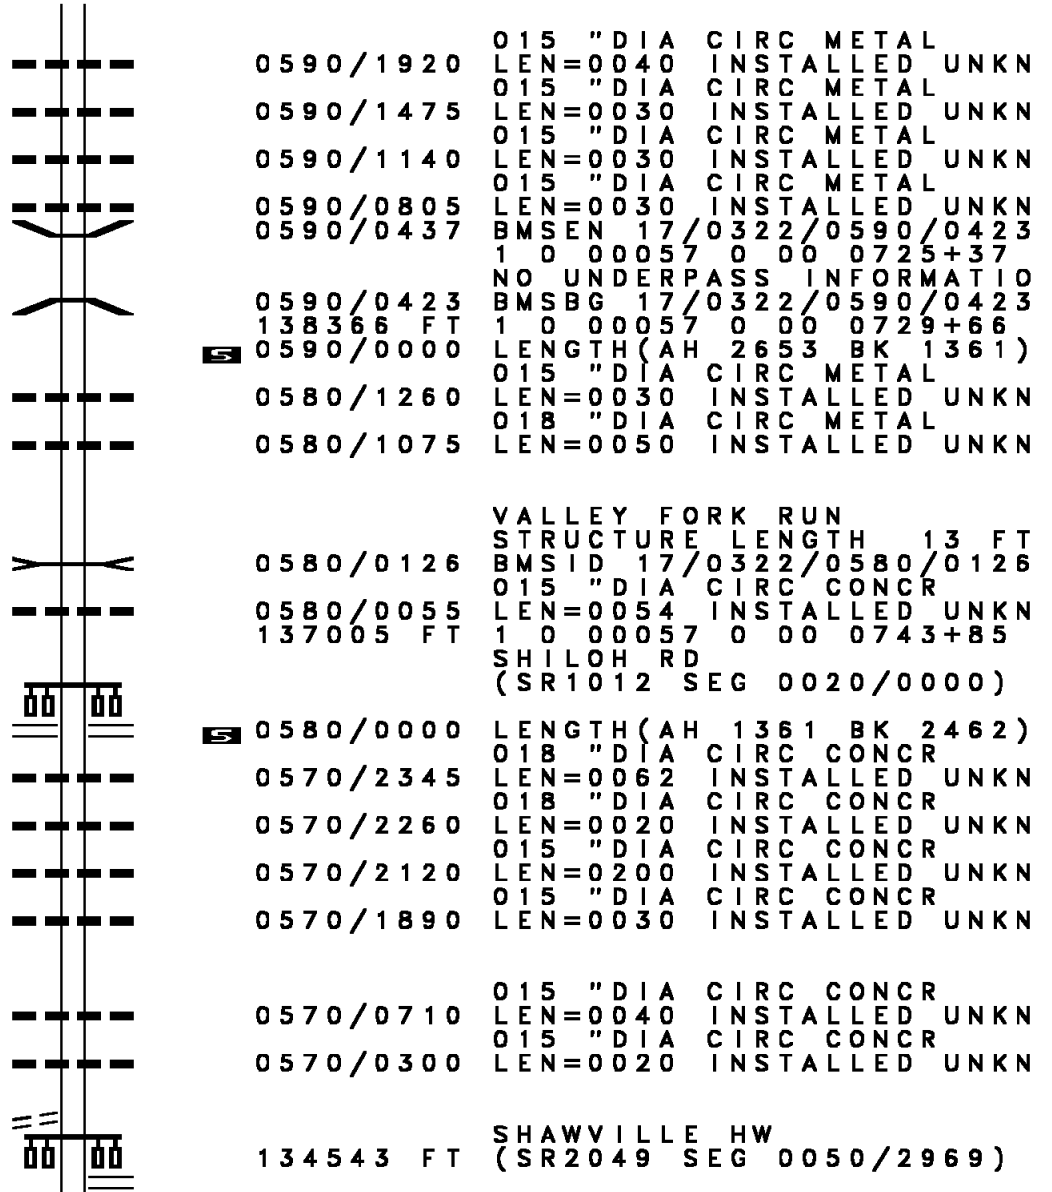 015 "DIA CIRC METAL
0590/1920 LEN=0040 INSTALLED UNKN
015 "DIA CIRC METAL
0590/1475 LEN=0030 INSTALLED UNKN
015 "DIA CIRC METAL
0590/1140 LEN=0030 INSTALLED UNKN
015 "DIA CIRC METAL
0590/0805 LEN=0030 INSTALLED UNKN
0590/0437 BMSEN 17/0322/0590/0423
1 0 00057 0 00 0725+37
NO UNDERPASS INFORMATIO
0590/0423 BMSBG 17/0322/0590/0423
138366 FT 1 0 00057 0 00 0729+66
S 0590/0000 LENGTH(AH 2653 BK 1361)
015 "DIA CIRC METAL
0580/1260 LEN=0030 INSTALLED UNKN
018 "DIA CIRC METAL
0580/1075 LEN=0050 INSTALLED UNKN
VALLEY FORK RUN
STRUCTURE LENGTH 13 FT
0580/0126 BMSID 17/0322/0580/0126
015 "DIA CIRC CONCR
0580/0055 LEN=0054 INSTALLED UNKN
137005 FT 1 0 00057 0 00 0743+85
SHILOH RD
(SR1012 SEG 0020/0000)
S 0580/0000 LENGTH(AH 1361 BK 2462)
018 "DIA CIRC CONCR
0570/2345 LEN=0062 INSTALLED UNKN
018 "DIA CIRC CONCR
0570/2260 LEN=0020 INSTALLED UNKN
015 "DIA CIRC CONCR
0570/2120 LEN=0200 INSTALLED UNKN
015 "DIA CIRC CONCR
0570/1890 LEN=0030 INSTALLED UNKN
015 "DIA CIRC CONCR
0570/0710 LEN=0040 INSTALLED UNKN
015 "DIA CIRC CONCR
0570/0300 LEN=0020 INSTALLED UNKN
SHAWVILLE HW
134543 FT (SR2049 SEG 0050/2969)